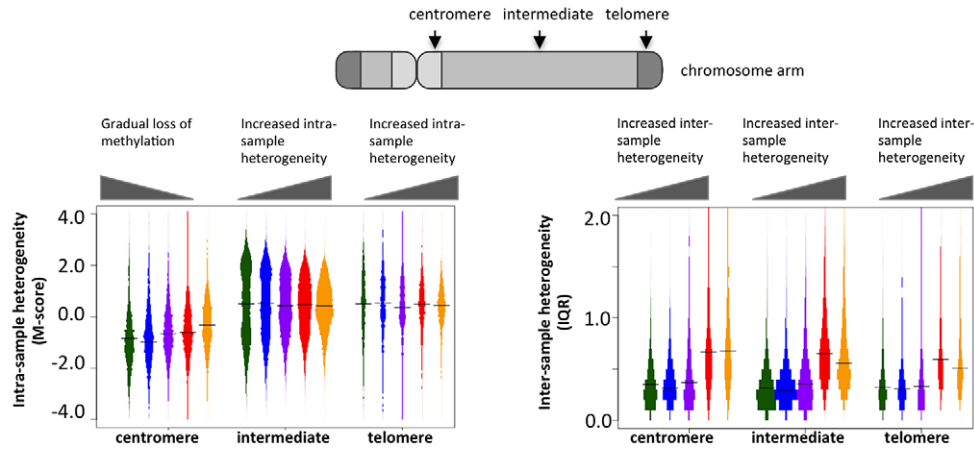 centromere intermediate telomere
chromosome arm
Gradual loss of
methylation
Increased intra-
sample
heterogeneity
Increased intra-
sample
heterogeneity
Intra-sample heterogeneity
(M-score)
4.0
2.0
0.0
-2.0
-4.0
centromere intermediate telomere
Increased inter-
sample
heterogeneity
Increased inter-
sample
heterogeneity
Increased inter-
sample
heterogeneity
Inter-sample heterogeneity
(IQR)
2.0
1.0
0.0
centromere intermediate telomere